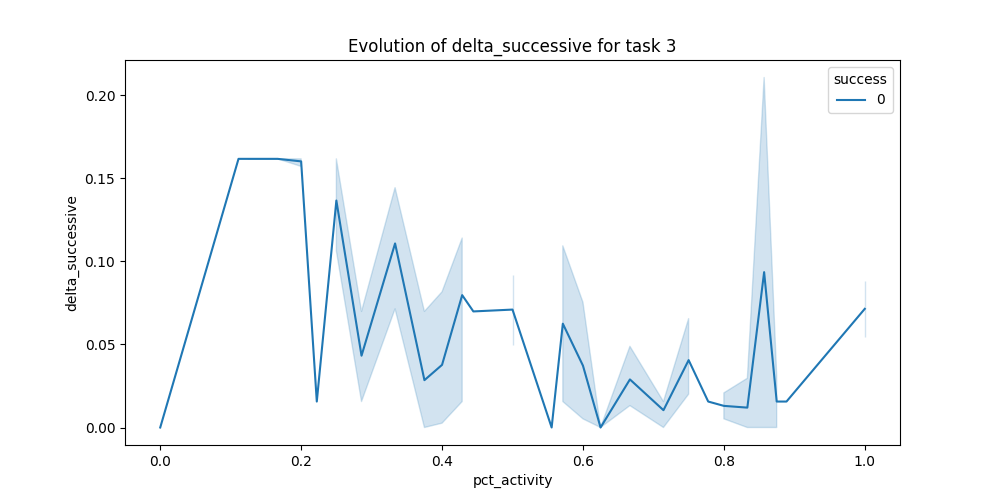 Evolution of delta_successive for task 3
success
0
0.20
0.15
0.10
0.05
0.00
delta_successive
0.0 0.2 0.4 0.6 0.8 1.0
pct_activity